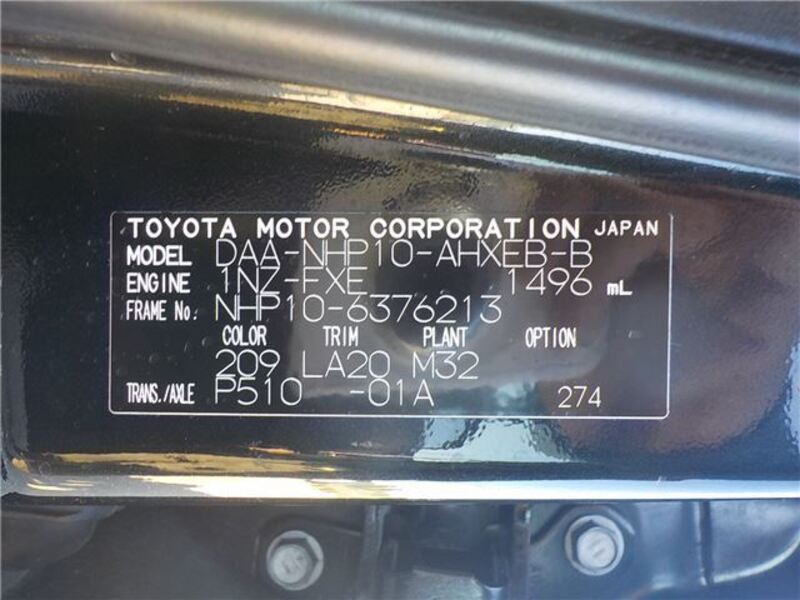 TOYOTA MOTOR CORPORATION JAPAN
MODEL DAA-NHP10-AHXEB-B
ENGINE 1NZ-FXE 1496 mL
FRAME No. NHP10-6376213
COLOR TRIM PLANT OPTION
209 LA20 M32
TRANS./AXLE P510 -01A 274